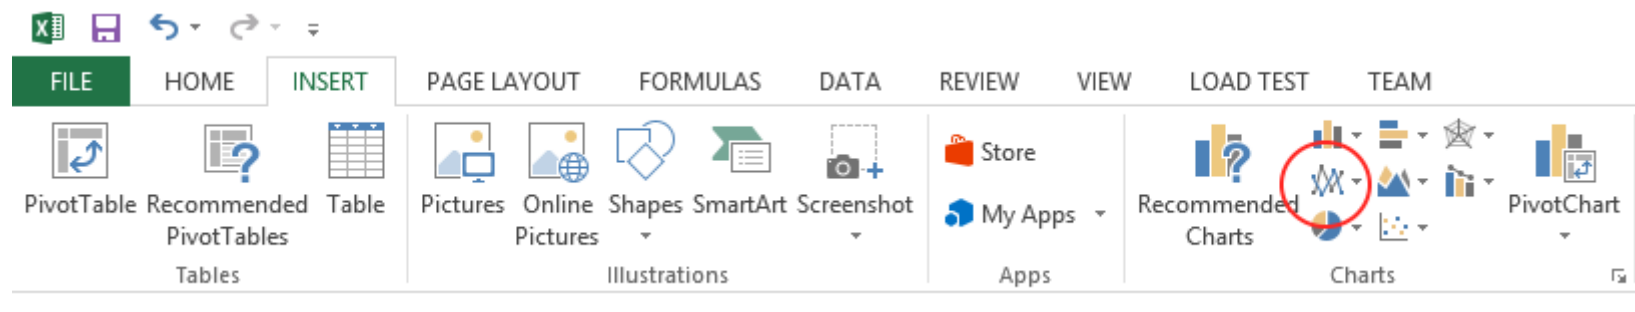 FILE HOME INSERT PAGE LAYOUT FORMULAS DATA REVIEW VIEW LOAD TEST TEAM
Store
PivotTable Recommended Table Pictures Online Shapes SmartArt Screenshot My Apps Recommended PivotChart
PivotTables Pictures Charts
Tables Illustrations Apps Charts